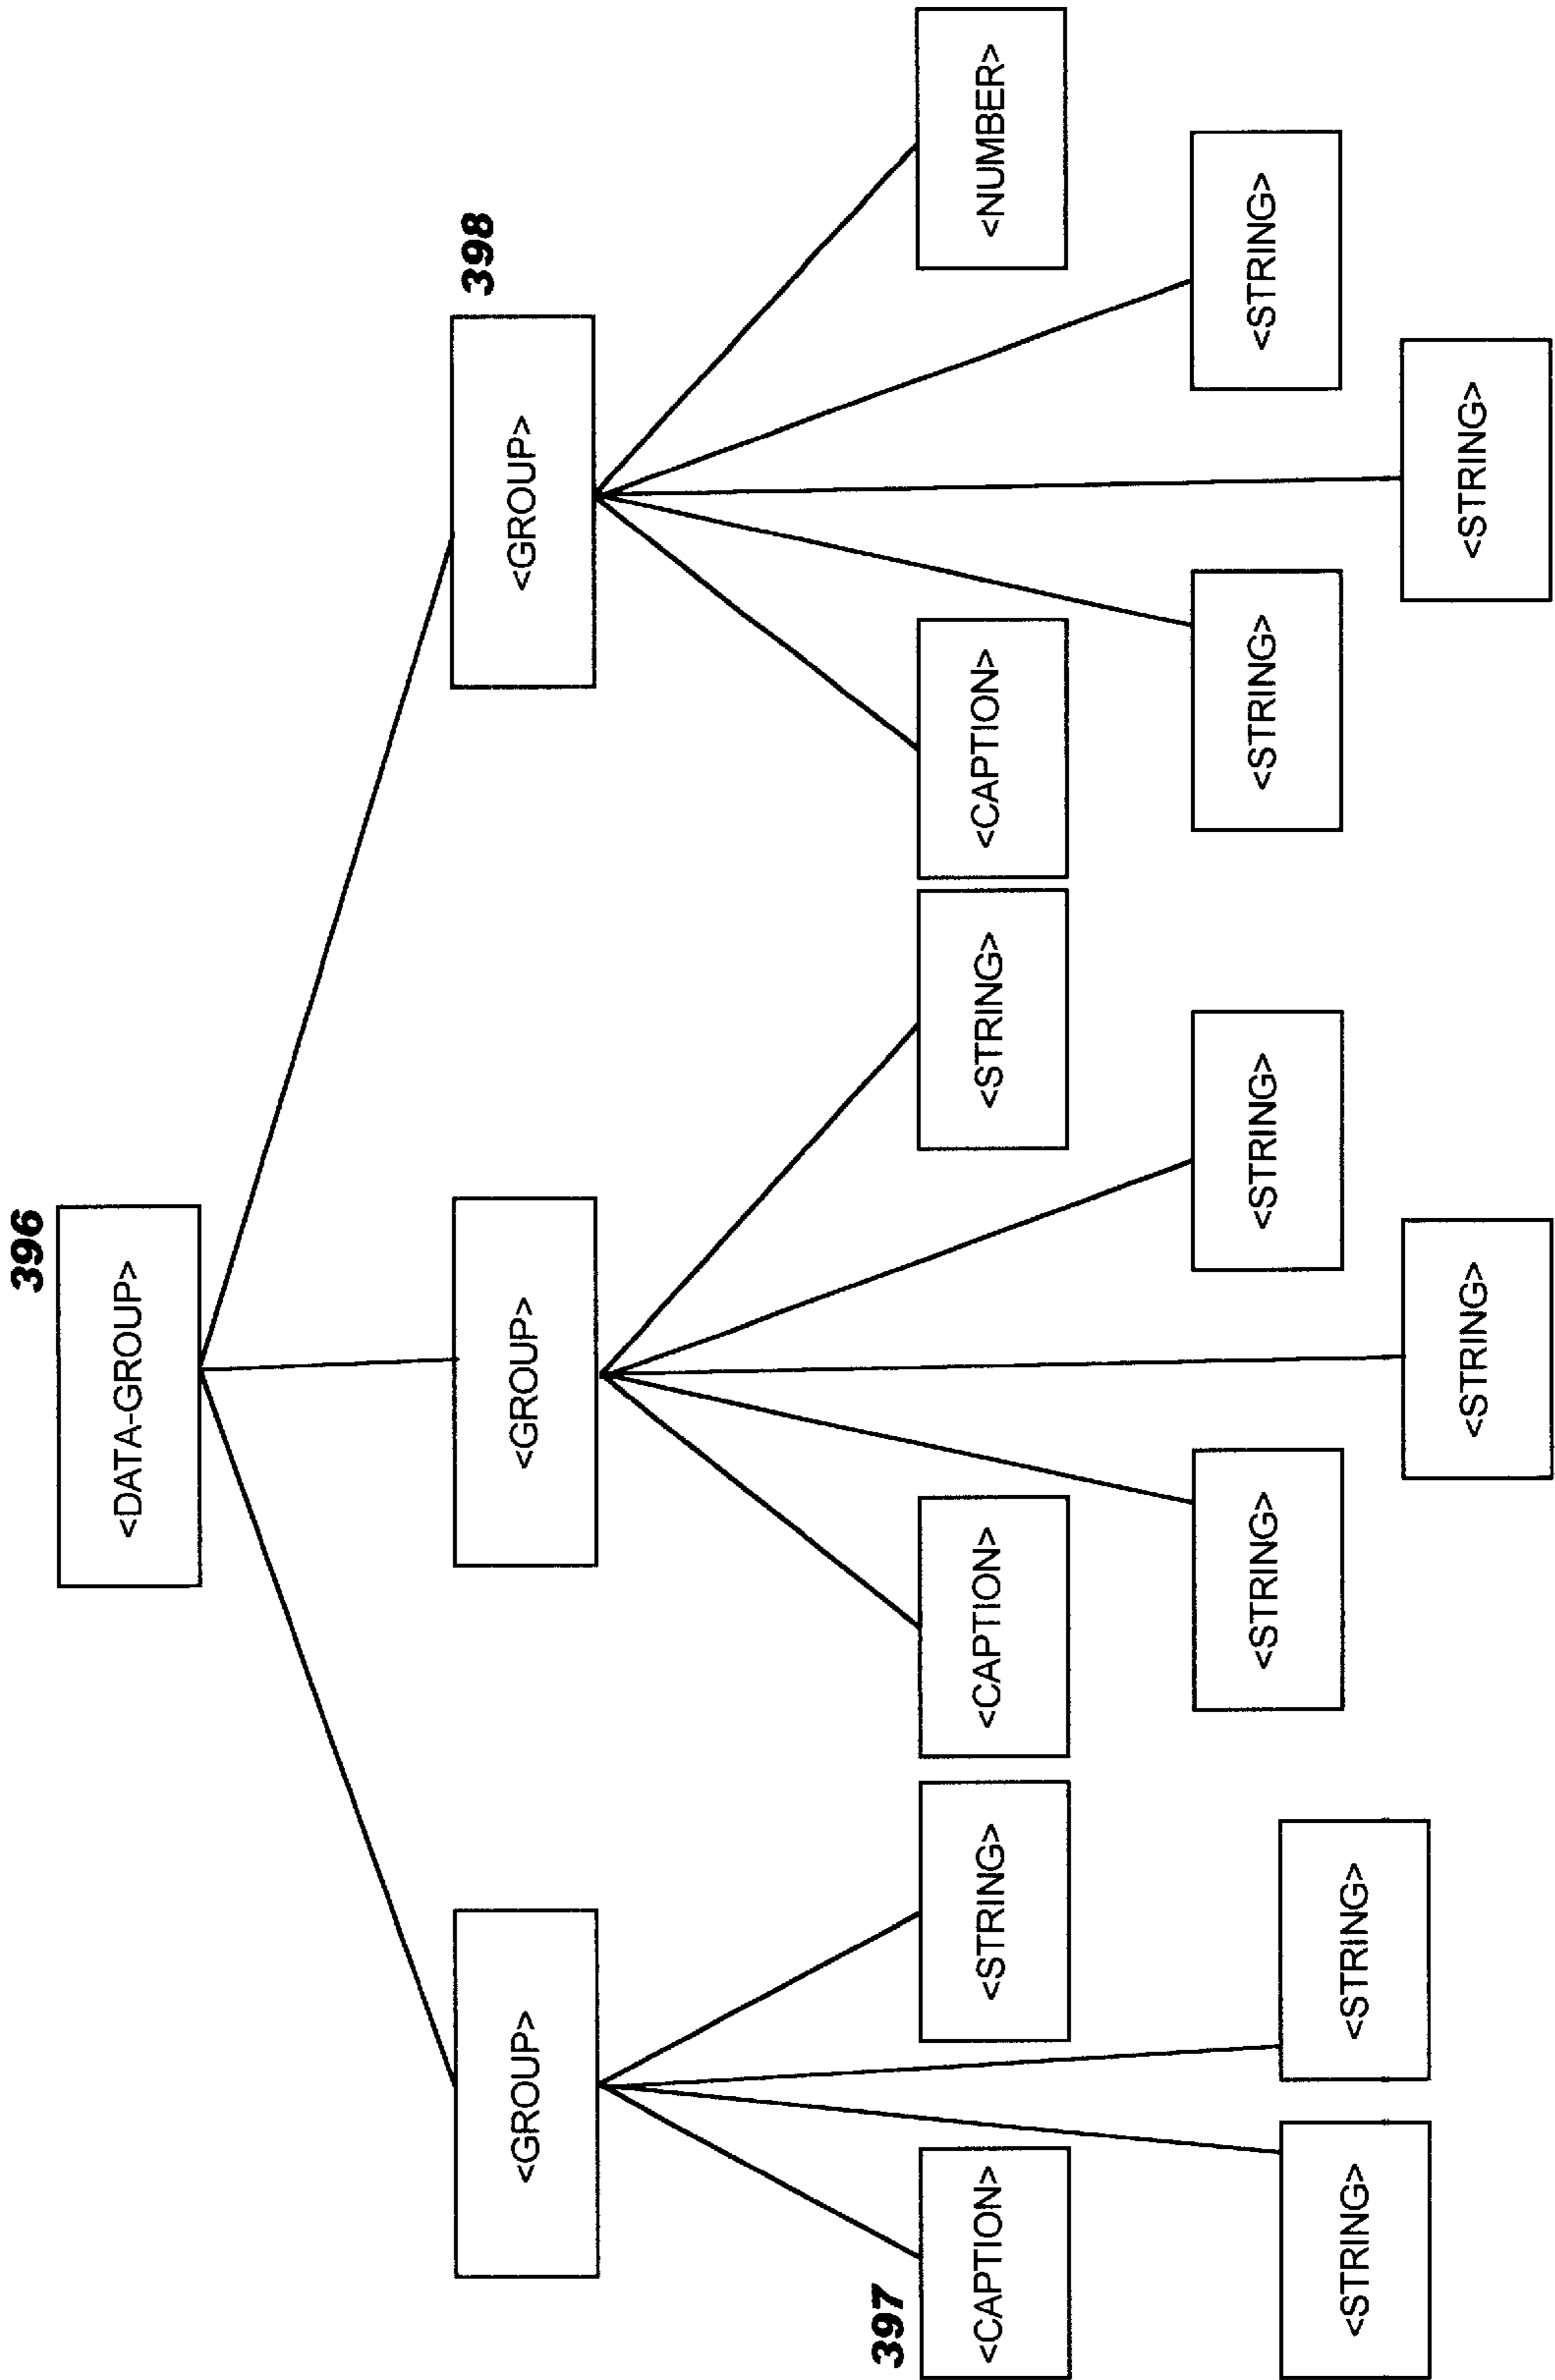 396
<DATA-GROUP>
398
<GROUP>
<GROUP>
<GROUP>
397
<CAPTION>
<STRING>
<CAPTION>
<STRING>
<CAPTION>
<NUMBER>
<STRING>
<STRING>
<STRING>
<STRING>
<STRING>
<STRING>
<STRING>
<STRING>